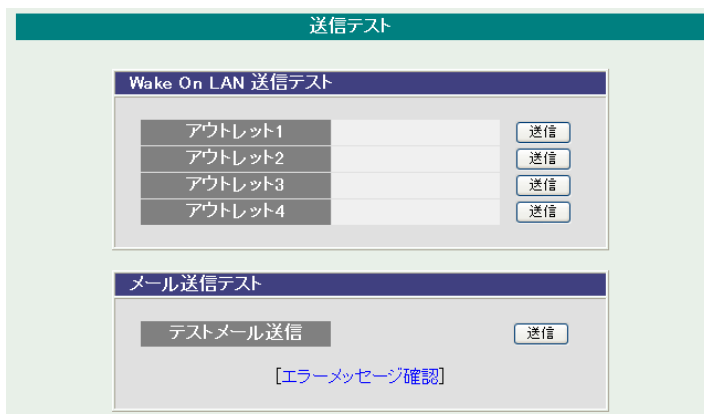 送信テスト
Wake On LAN 送信テスト
アウトレット1 送信
アウトレット2 送信
アウトレット3 送信
アウトレット4 送信
メール送信テスト
テストメール送信 送信
[エラーメッセージ確認]